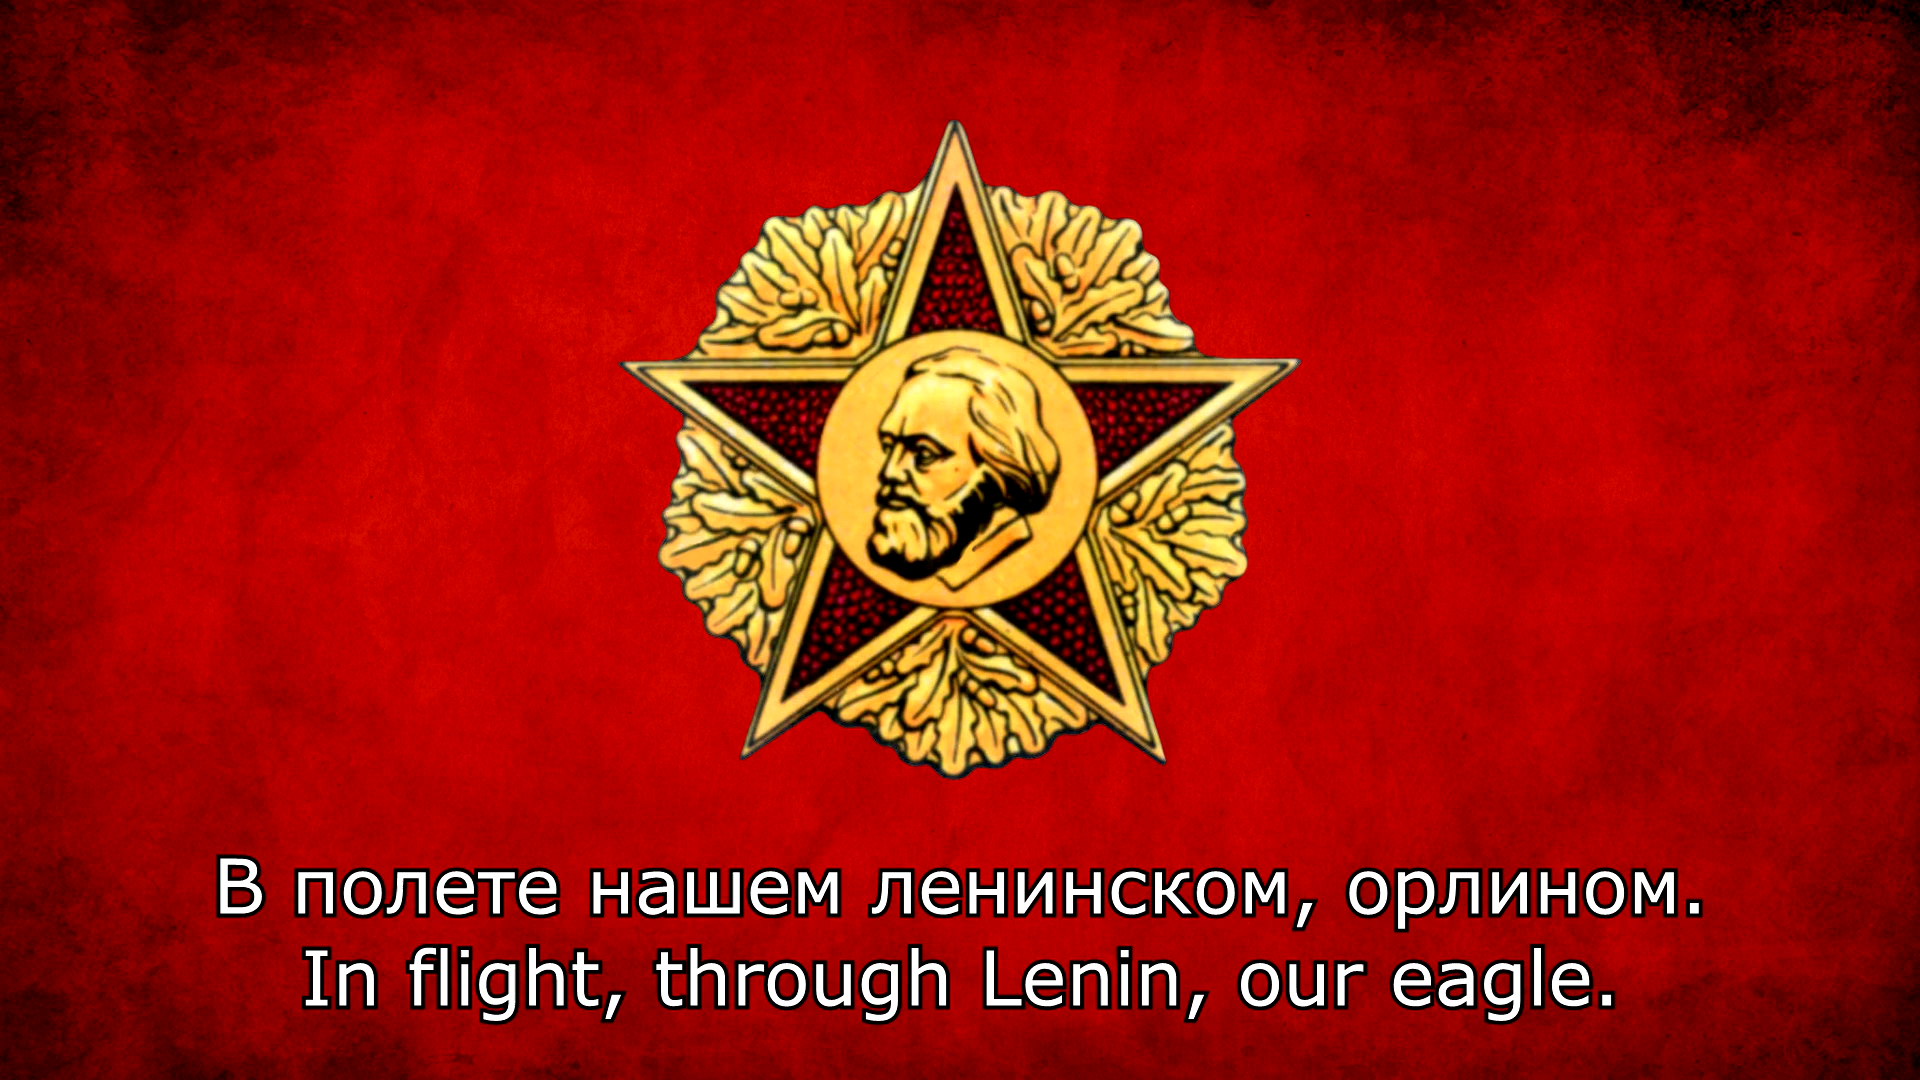 В полете нашем ленинском, орлином.
In flight, through Lenin, our eagle.